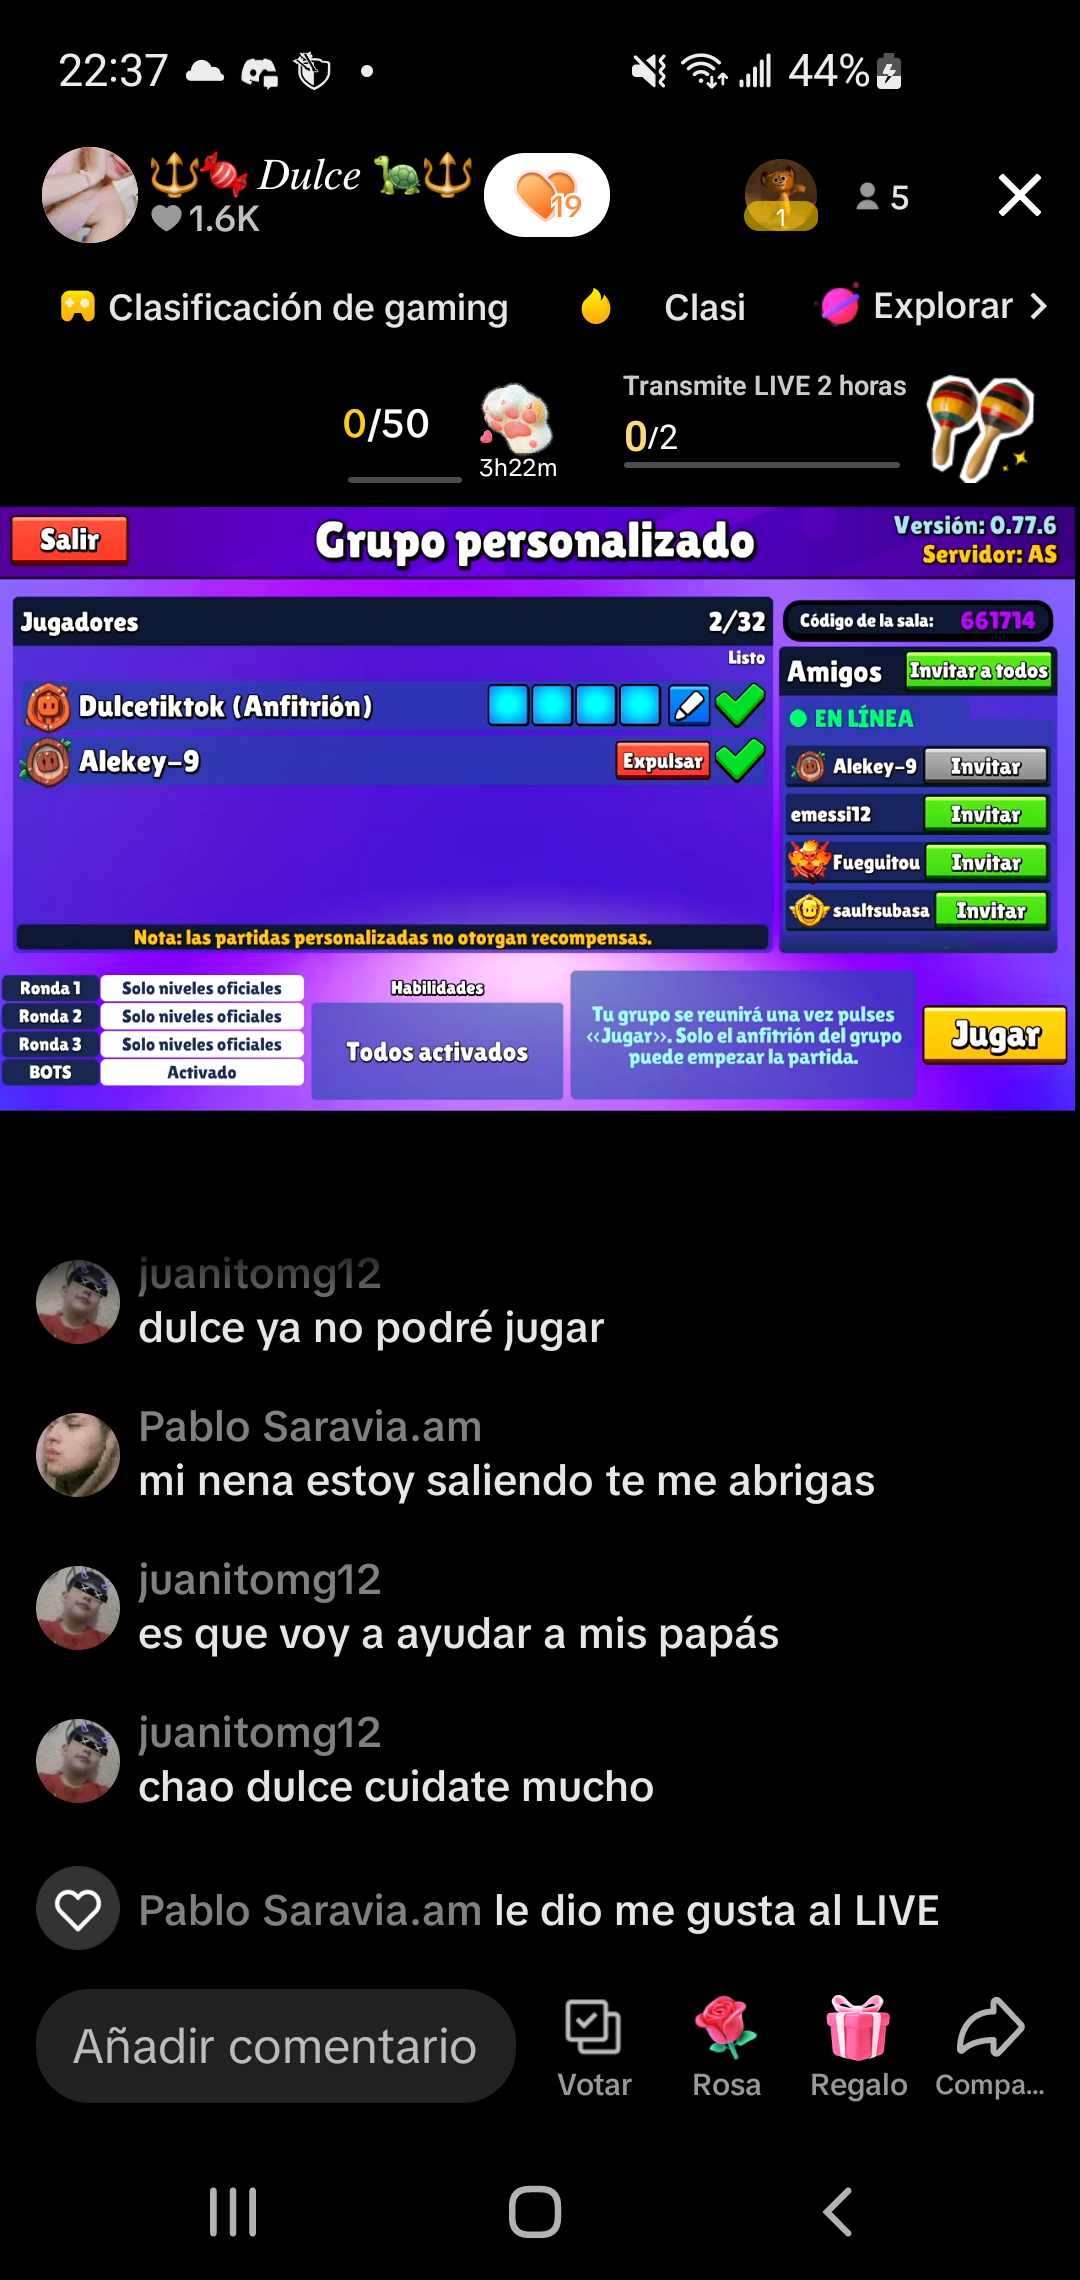 22:37
44%
Dulce
1.6K
19
1
5
Clasificación de gaming
Clasi
Explorar
0/50
3h22m
Transmite LIVE 2 horas
0/2
Salir
Grupo personalizado
Versión: 0.77.6
Servidor: AS
Jugadores
2/32
Listo
Dulcetiktok (Anfitrión)
Alekey-9
Expulsar
Nota: las partidas personalizadas no otorgan recompensas.
Código de la sala: 661714
Amigos
Invitar a todos
EN LÍNEA
Alekey-9 Invitar
emessi12 Invitar
Fueguitou Invitar
saultsubasa Invitar
Ronda 1 Solo niveles oficiales
Ronda 2 Solo niveles oficiales
Ronda 3 Solo niveles oficiales
BOTS Activado
Habilidades
Todos activados
Tu grupo se reunirá una vez pulses
«Jugar». Solo el anfitrión del grupo
puede empezar la partida.
Jugar
juanitomg12
dulce ya no podré jugar
Pablo Saravia.am
mi nena estoy saliendo te me abrigas
juanitomg12
es que voy a ayudar a mis papás
juanitomg12
chao dulce cuidate mucho
Pablo Saravia.am le dio me gusta al LIVE
Añadir comentario
Votar
Rosa
Regalo
Compa...